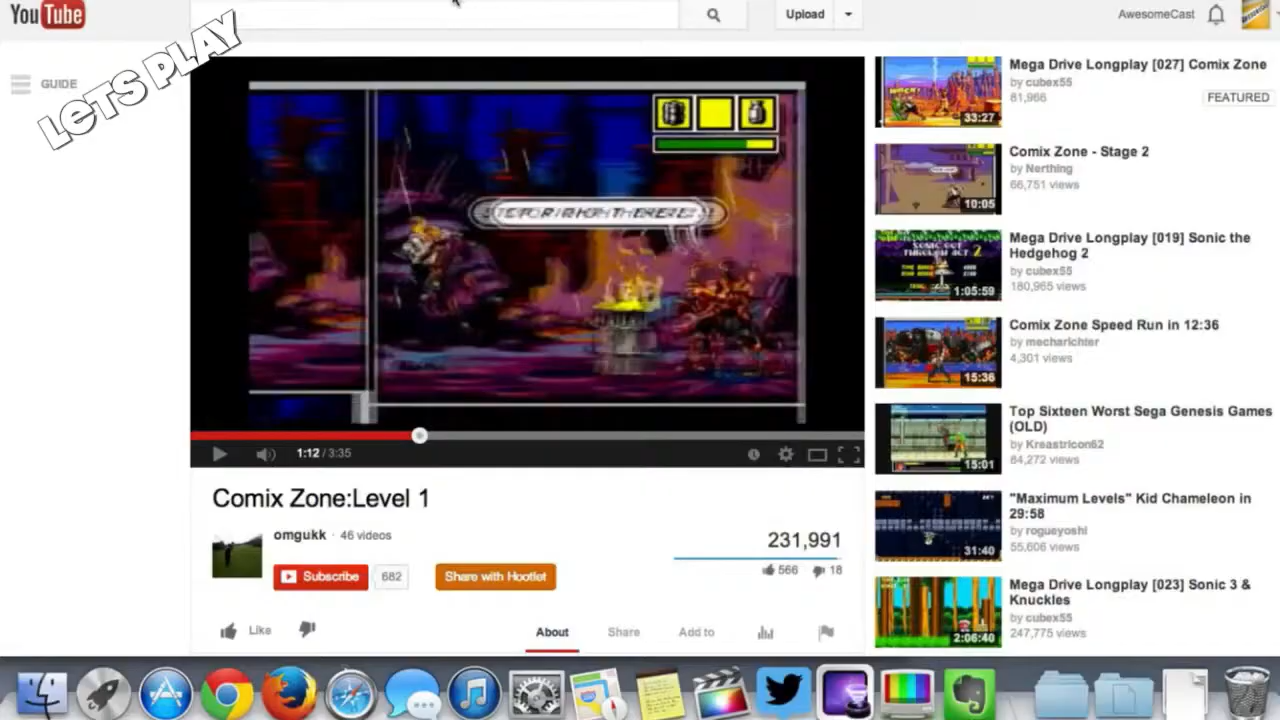 YouTube
Upload
AwesomeCast
LETS PLAY
GUIDE
Mega Drive Longplay [027] Comix Zone
by cubex55
81,966
FEATURED
33:27
Comix Zone - Stage 2
by Nerthing
66,751 views
10:05
Mega Drive Longplay [019] Sonic the
Hedgehog 2
by cubex55
180,965 views
1:05:59
Comix Zone Speed Run in 12:36
by mecharichter
4,301 views
15:36
Top Sixteen Worst Sega Genesis Games
(OLD)
by Kreastricon62
64,272 views
15:01
"Maximum Levels" Kid Chameleon in
29:58
by rogueyoshi
55,606 views
31:40
Mega Drive Longplay [023] Sonic 3 &
Knuckles
by cubex55
247,775 views
2:06:40
1:12 / 3:35
Comix Zone:Level 1
omgukk · 46 videos
231,991
Subscribe
682
Share with Hootlet
566
18
Like
About
Share
Add to